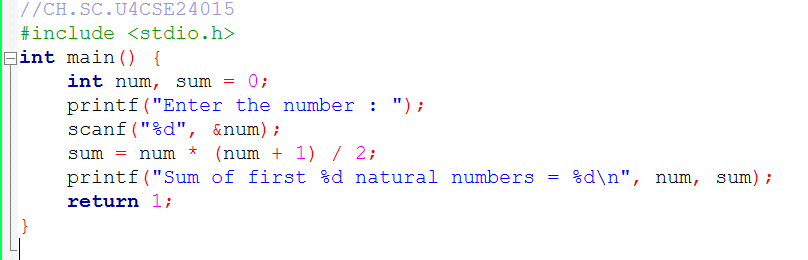 //CH.SC.U4CSE24015
#include <stdio.h>
int main() {
    int num, sum = 0;
    printf("Enter the number : ");
    scanf("%d", &num);
    sum = num * (num + 1) / 2;
    printf("Sum of first %d natural numbers = %d\n", num, sum);
    return 1;
}